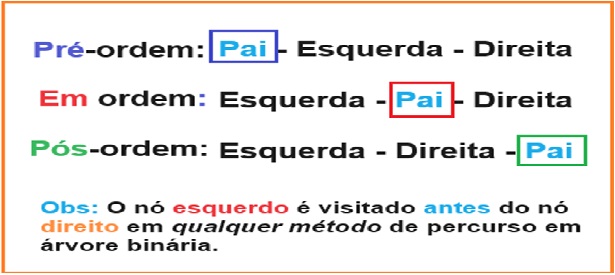 Pré-ordem: Pai - Esquerda - Direita
Em ordem: Esquerda - Pai - Direita
Pós-ordem: Esquerda - Direita - Pai
Obs: O nó esquerdo é visitado antes do nó
direito em qualquer método de percurso em
árvore binária.